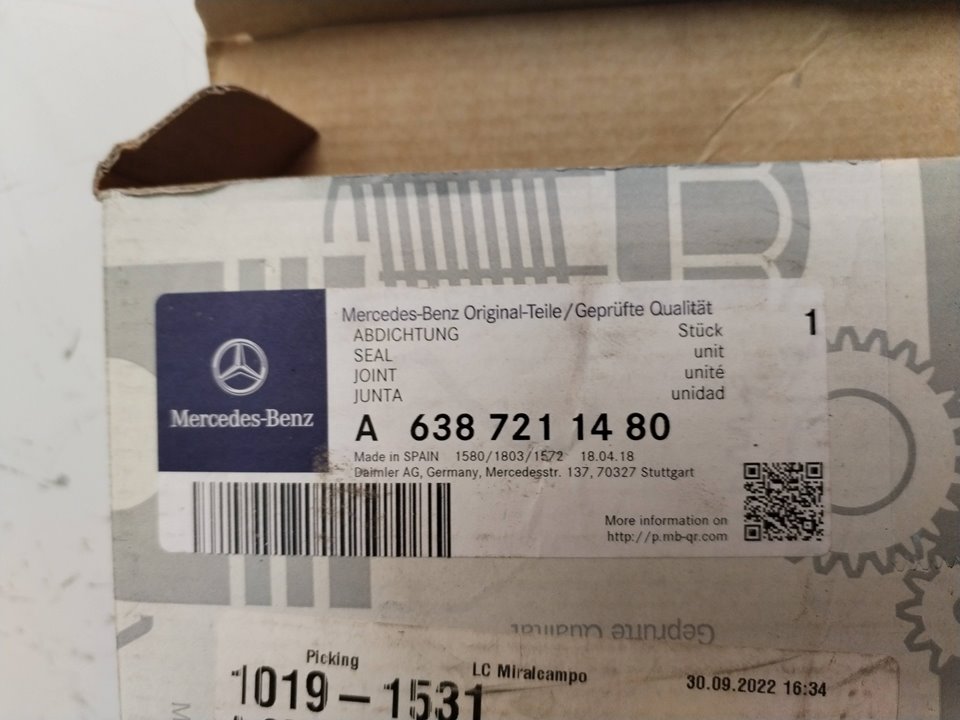 Mercedes-Benz Original-Teile/Geprüfte Qualität
ABDICHTUNG Stück 1
SEAL unit
JOINT unité
JUNTA unidad
Mercedes-Benz
A 638 721 14 80
Made in SPAIN 1580/1803/1572 18.04.18
Daimler AG, Germany, Mercedesstr. 137, 70327 Stuttgart
More information on
http://p.mb-qr.com
Geprüfte Qualität
Picking LC Miralcampo 30.09.2022 16:34
1019-1531